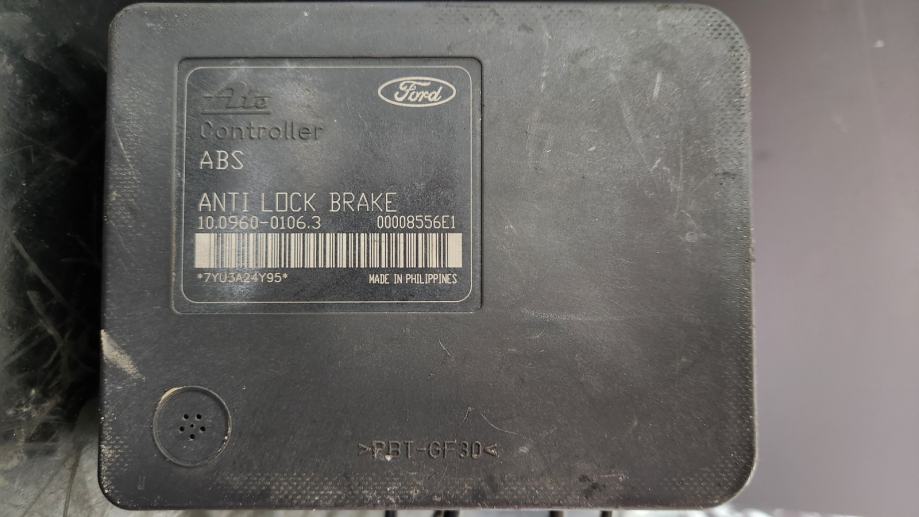 Ate
Ford
Controller
ABS
ANTI LOCK BRAKE
10.0960-0106.3 00008556E1
*7YU3A24Y95* MADE IN PHILIPPINES
>PBT-GF30<